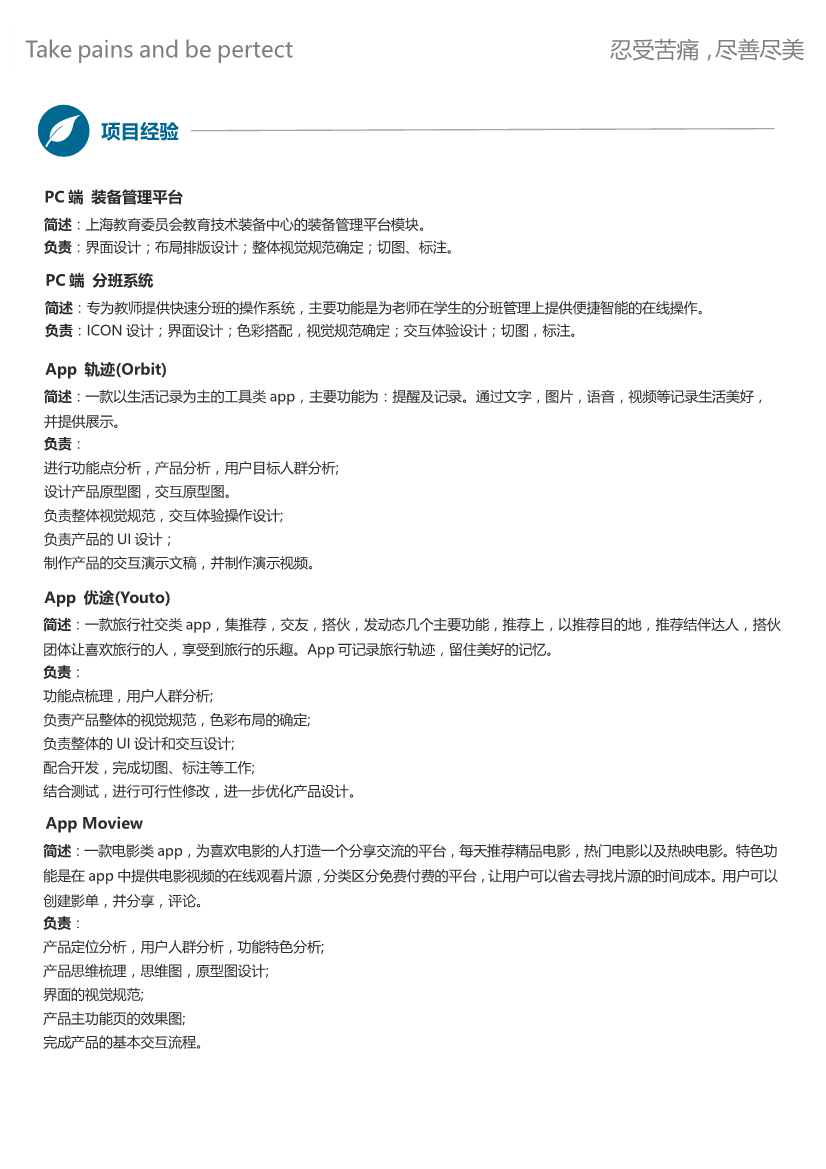 Take pains and be pertect
忍受苦痛，尽善尽美
项目经验
PC 端 装备管理平台
简述：上海教育委员会教育技术装备中心的装备管理平台模块。
负责：界面设计；布局排版设计；整体视觉规范确定；切图、标注。
PC 端 分班系统
简述：专为教师提供快速分班的操作系统，主要功能是为老师在学生的分班管理上提供便捷智能的在线操作。
负责：ICON 设计；界面设计；色彩搭配，视觉规范确定；交互体验设计；切图，标注。
App 轨迹(Orbit)
简述：一款以生活记录为主的工具类 app，主要功能为：提醒及记录。通过文字，图片，语音，视频等记录生活美好，
并提供展示。
负责：
进行功能点分析，产品分析，用户目标人群分析;
设计产品原型图，交互原型图。
负责整体视觉规范，交互体验操作设计;
负责产品的 UI 设计；
制作产品的交互演示文稿，并制作演示视频。
App 优途(Youto)
简述：一款旅行社交类 app，集推荐，交友，搭伙，发动态几个主要功能，推荐上，以推荐目的地，推荐结伴达人，搭伙
团体让喜欢旅行的人，享受到旅行的乐趣。App 可记录旅行轨迹，留住美好的记忆。
负责：
功能点梳理，用户人群分析;
负责产品整体的视觉规范，色彩布局的确定;
负责整体的 UI 设计和交互设计;
配合开发，完成切图、标注等工作;
结合测试，进行可行性修改，进一步优化产品设计。
App Moview
简述：一款电影类 app，为喜欢电影的人打造一个分享交流的平台，每天推荐精品电影，热门电影以及热映电影。特色功
能是在 app 中提供电影视频的在线观看片源，分类区分免费付费的平台，让用户可以省去寻找片源的时间成本。用户可以
创建影单，并分享，评论。
负责：
产品定位分析，用户人群分析，功能特色分析;
产品思维梳理，思维图，原型图设计;
界面的视觉规范;
产品主功能页的效果图;
完成产品的基本交互流程。